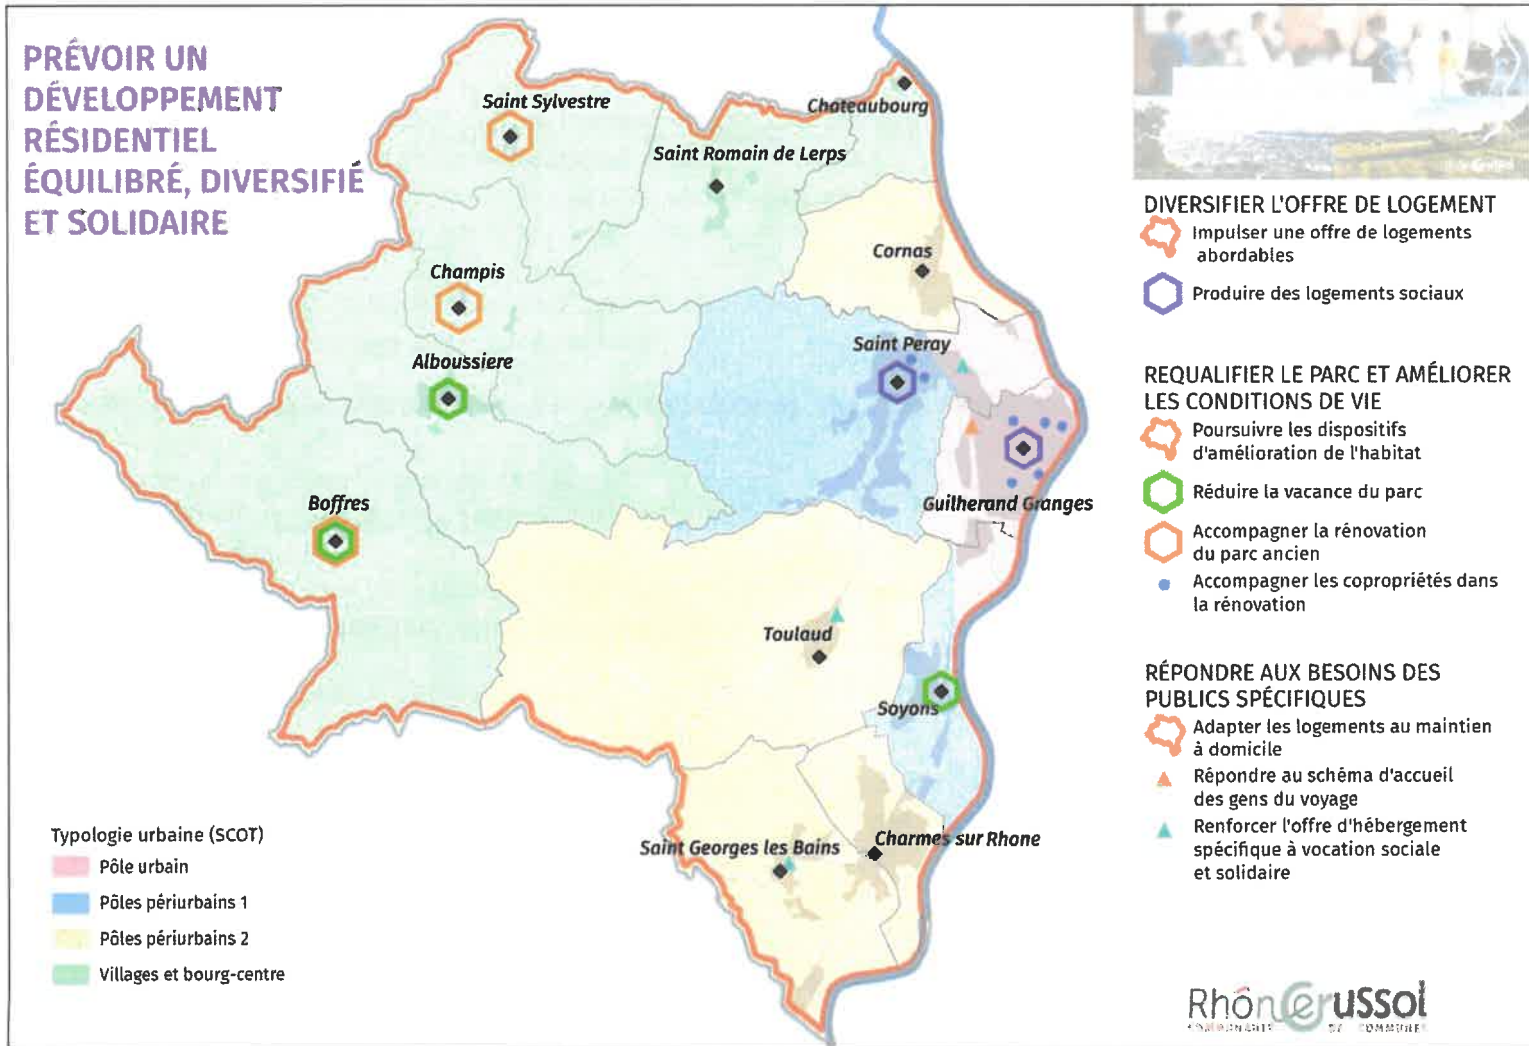 PRÉVOIR UN
DÉVELOPPEMENT
RÉSIDENTIEL
ÉQUILIBRÉ, DIVERSIFIÉ
ET SOLIDAIRE
Saint Sylvestre
Chateaubourg
Saint Romain de Lerps
Cornas
Champis
Saint Peray
Alboussiere
Boffres
Guilherand Granges
Toulaud
Soyons
Saint Georges les Bains
Charmes sur Rhone
Typologie urbaine (SCOT)
Pôle urbain
Pôles périurbains 1
Pôles périurbains 2
Villages et bourg-centre
DIVERSIFIER L'OFFRE DE LOGEMENT
Impulser une offre de logements
abordables
Produire des logements sociaux
REQUALIFIER LE PARC ET AMÉLIORER
LES CONDITIONS DE VIE
Poursuivre les dispositifs
d'amélioration de l'habitat
Réduire la vacance du parc
Accompagner la rénovation
du parc ancien
Accompagner les copropriétés dans
la rénovation
RÉPONDRE AUX BESOINS DES
PUBLICS SPÉCIFIQUES
Adapter les logements au maintien
à domicile
Répondre au schéma d'accueil
des gens du voyage
Renforcer l'offre d'hébergement
spécifique à vocation sociale
et solidaire
RhôneCrussol
COMMUNAUTÉ DE COMMUNES